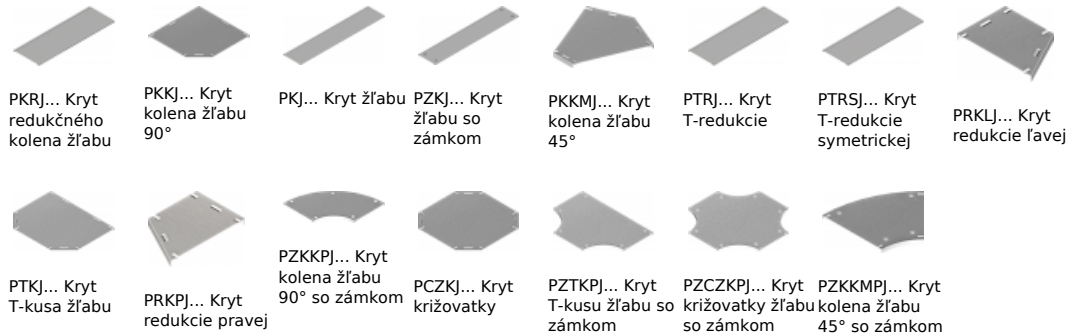 PKRJ... Kryt
redukčného
kolena žľabu
PKKJ... Kryt
kolena žľabu
90°
PKJ... Kryt žľabu
PZKJ... Kryt
žľabu so
zámkom
PKKMJ... Kryt
kolena žľabu
45°
PTRJ... Kryt
T-redukcie
PTRSJ... Kryt
T-redukcie
symetrickej
PRKLJ... Kryt
redukcie ľavej
PTKJ... Kryt
T-kusa žľabu
PRKPJ... Kryt
redukcie pravej
PZKKPJ... Kryt
kolena žľabu
90° so zámkom
PCZKJ... Kryt
križovatky
PZTKPJ... Kryt
T-kusu žľabu so
zámkom
PZCZKPJ... Kryt
križovatky žľabu
so zámkom
PZKKMPJ... Kryt
kolena žľabu
45° so zámkom